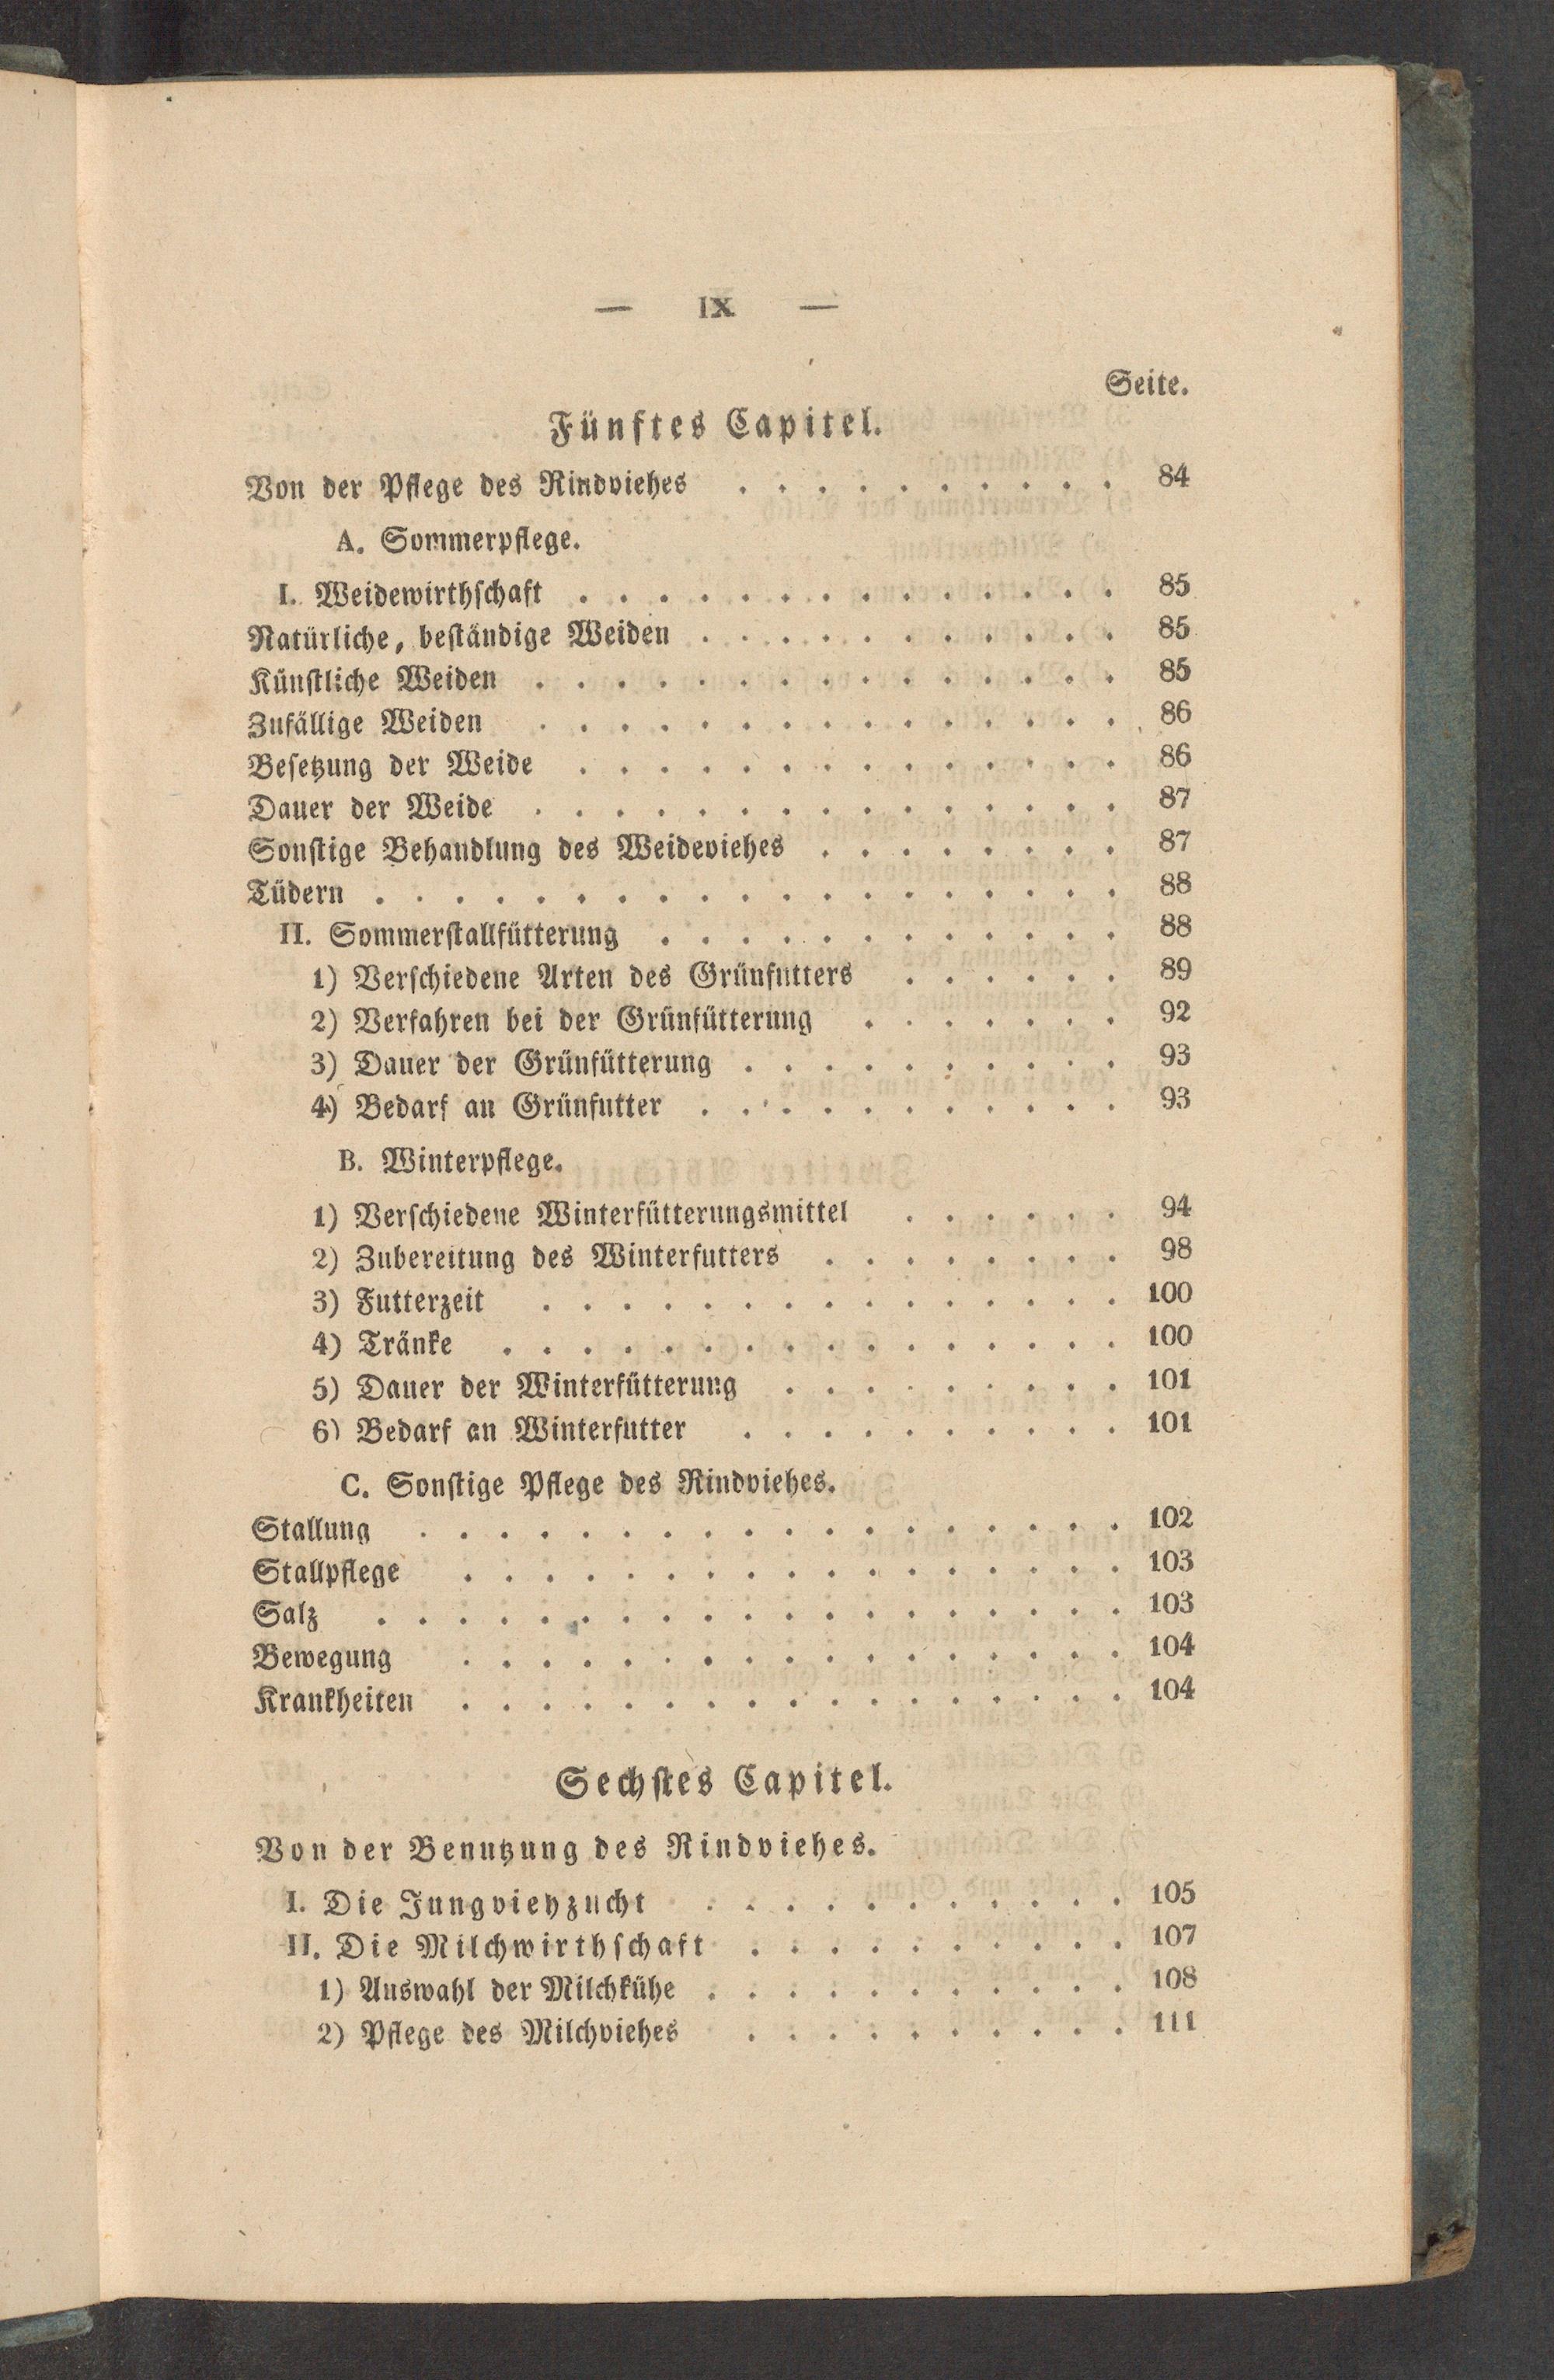 — IX —
Seite.
Fünftes Capitel.
Von der Pflege des Rindviehes . . . . . . . . . . 84
A. Sommerpflege.
I. Weidewirthschaft . . . . . . . . . . . . . . 85
Natürliche, beständige Weiden . . . . . . . . . . . 85
Künstliche Weiden . . . . . . . . . . . . . . . 85
Zufällige Weiden . . . . . . . . . . . . . . . 86
Besetzung der Weide . . . . . . . . . . . . . . 86
Dauer der Weide . . . . . . . . . . . . . . . 87
Sonstige Behandlung des Weideviehes . . . . . . . . 87
Tüdern . . . . . . . . . . . . . . . . . . . 88
II. Sommerstallfütterung . . . . . . . . . . . . 88
1) Verschiedene Arten des Grünfutters . . . . . . 89
2) Verfahren bei der Grünfütterung . . . . . . . 92
3) Dauer der Grünfütterung . . . . . . . . . . 93
4) Bedarf an Grünfutter . . . . . . . . . . . 93
B. Winterpflege.
1) Verschiedene Winterfütterungsmittel . . . . . . 94
2) Zubereitung des Winterfutters . . . . . . . . 98
3) Futterzeit . . . . . . . . . . . . . . . 100
4) Tränke . . . . . . . . . . . . . . . . 100
5) Dauer der Winterfütterung . . . . . . . . . 101
6) Bedarf an Winterfutter . . . . . . . . . . 101
C. Sonstige Pflege des Rindviehes.
Stallung . . . . . . . . . . . . . . . . . . 102
Stallpflege . . . . . . . . . . . . . . . . . 103
Salz . . . . . . . . . . . . . . . . . . . 103
Bewegung . . . . . . . . . . . . . . . . . 104
Krankheiten . . . . . . . . . . . . . . . . . 104
Sechstes Capitel.
Von der Benutzung des Rindviehes.
I. Die Jungviehzucht . . . . . . . . . . . 105
II. Die Milchwirthschaft . . . . . . . . . . 107
1) Auswahl der Milchkühe . . . . . . . . . . . 108
2) Pflege des Milchviehes . . . . . . . . . . 111